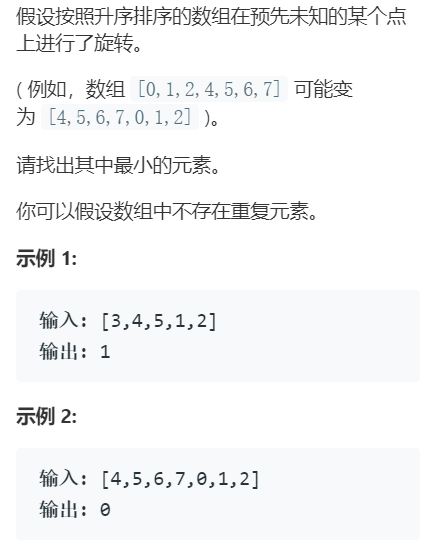 假设按照升序排序的数组在预先未知的某个点
上进行了旋转。
( 例如，数组 [0,1,2,4,5,6,7] 可能变
为 [4,5,6,7,0,1,2] )。
请找出其中最小的元素。
你可以假设数组中不存在重复元素。
示例 1:
输入: [3,4,5,1,2]
输出: 1
示例 2:
输入: [4,5,6,7,0,1,2]
输出: 0